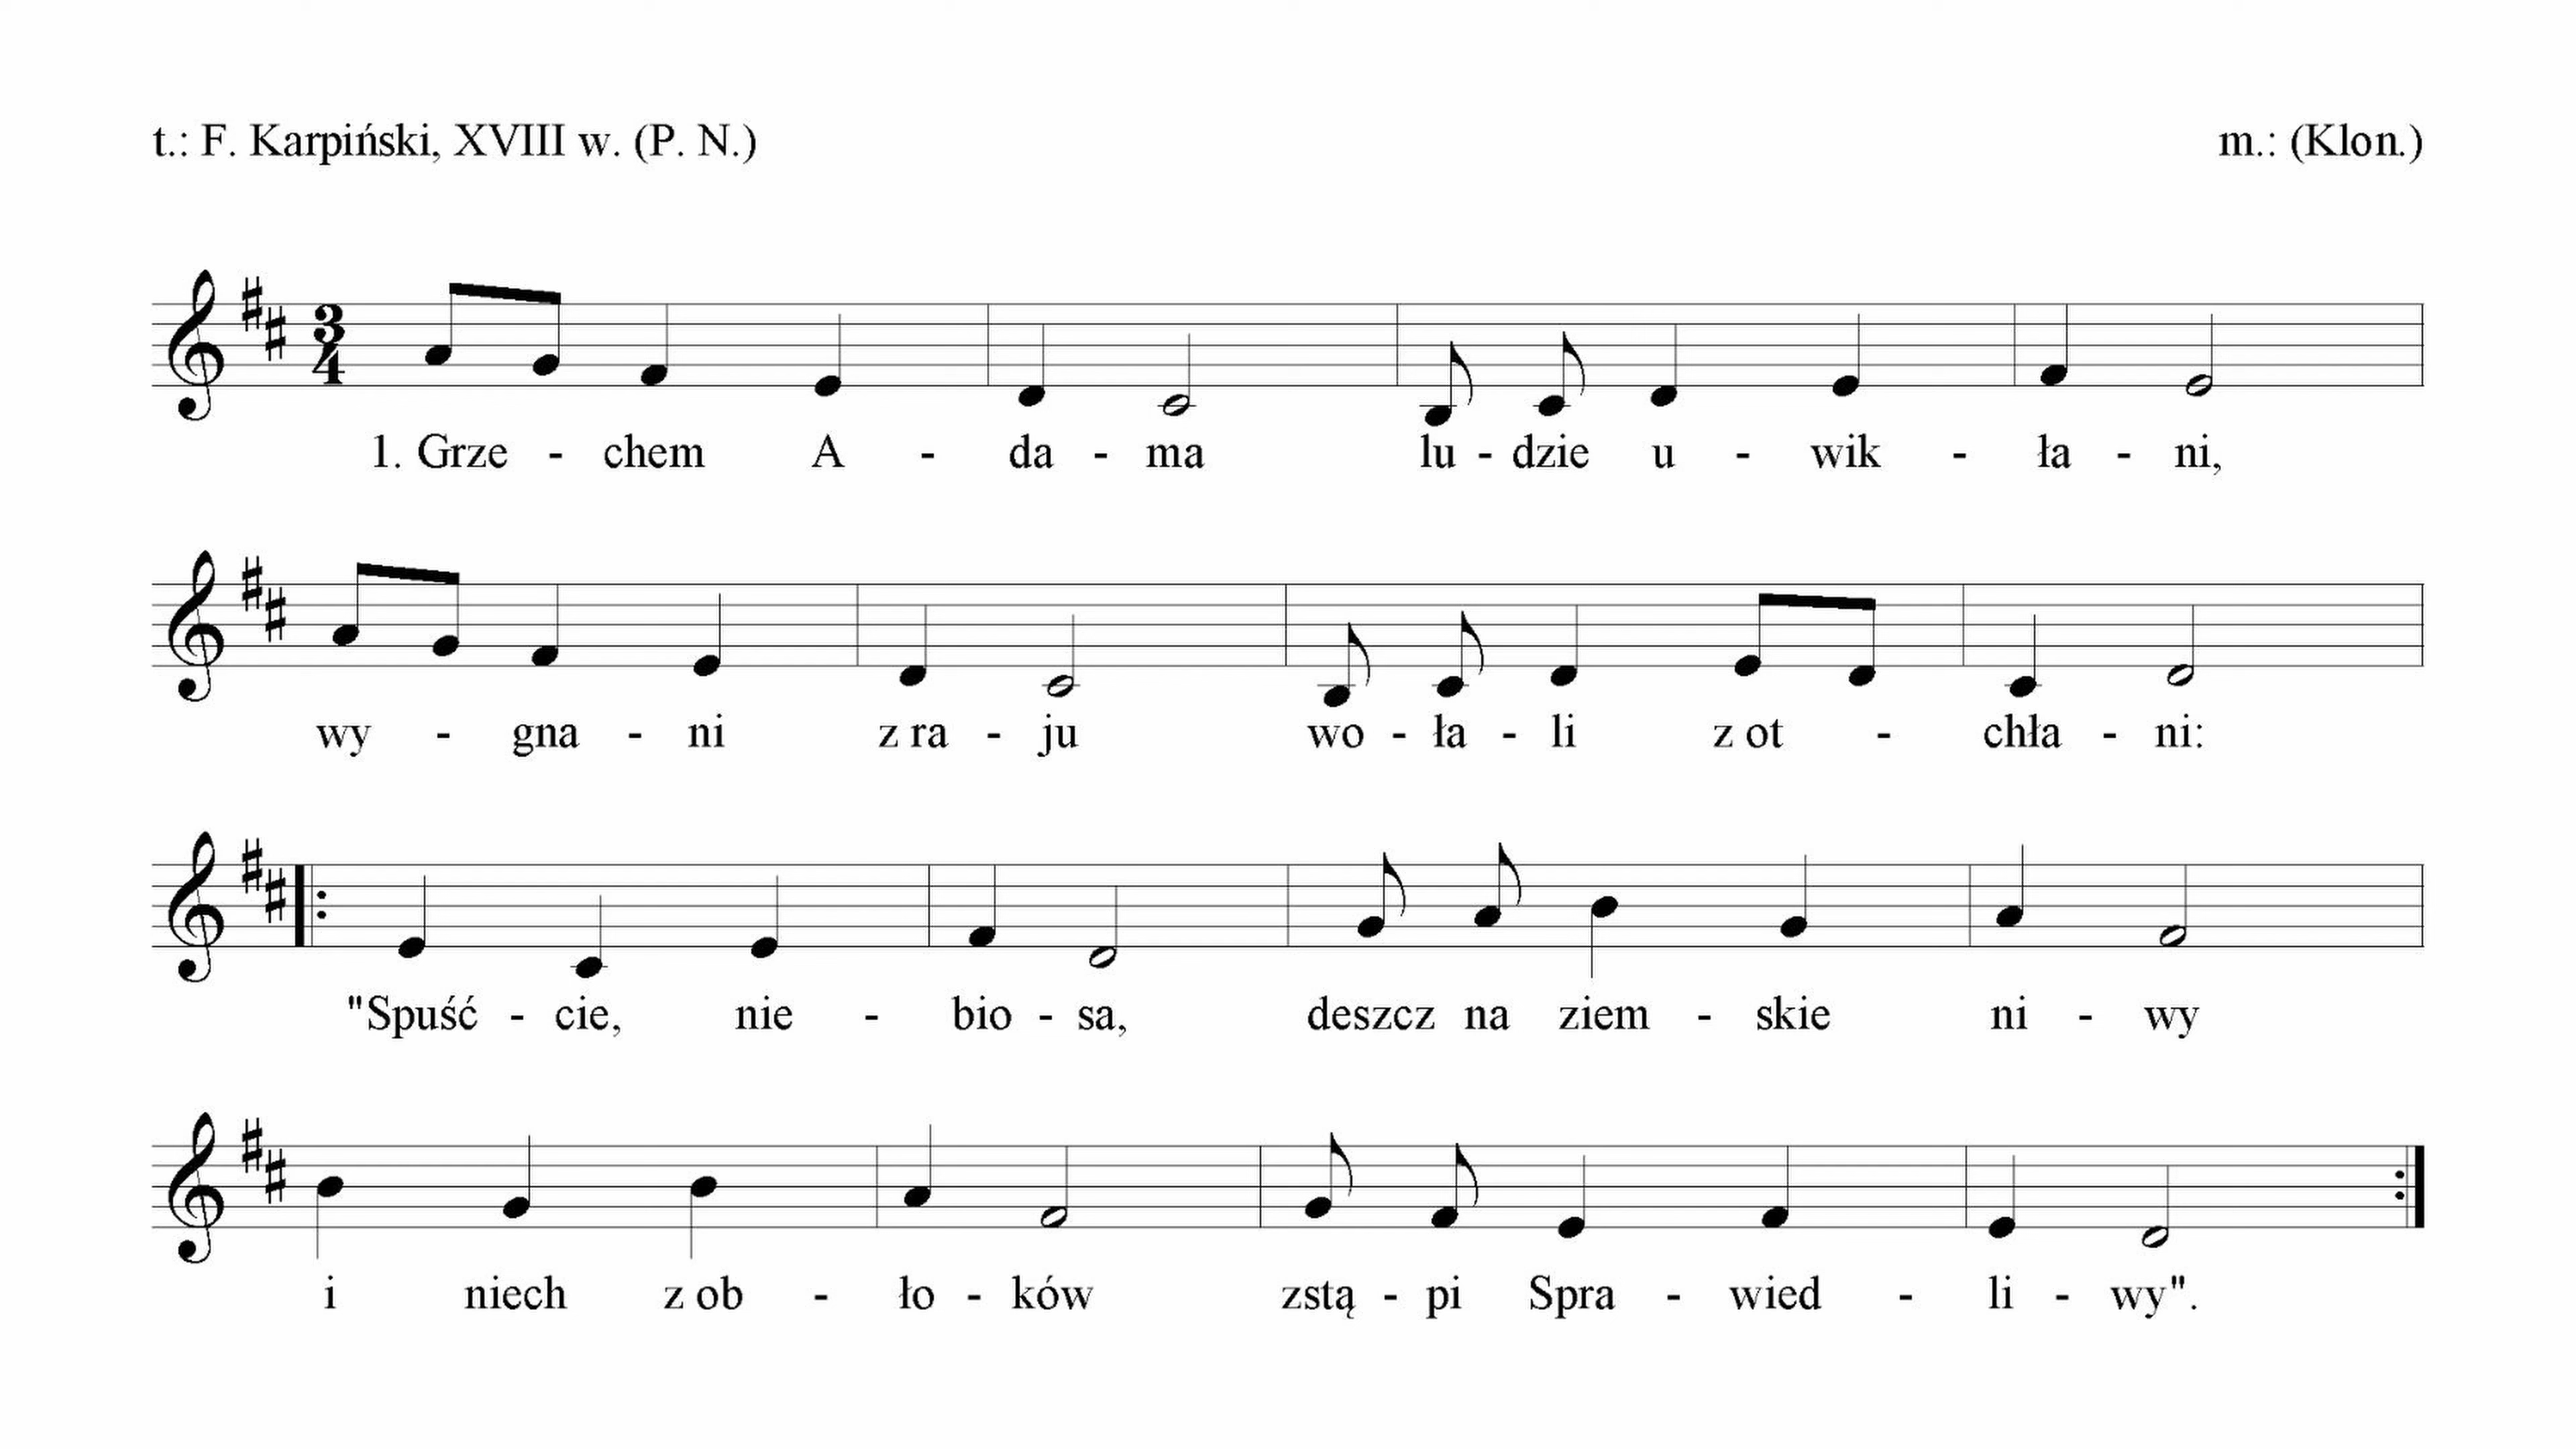 t.: F. Karpiński, XVIII w. (P. N.) m.: (Klon.)
3
4
1. Grze - chem A - da - ma lu - dzie u - wik - ła - ni,
wy - gna - ni z ra - ju wo - ła - li z ot - chła - ni:
"Spuść - cie, nie - bio - sa, deszcz na ziem - skie ni - wy
i niech z ob - ło - ków zstą - pi Spra - wied - li - wy".